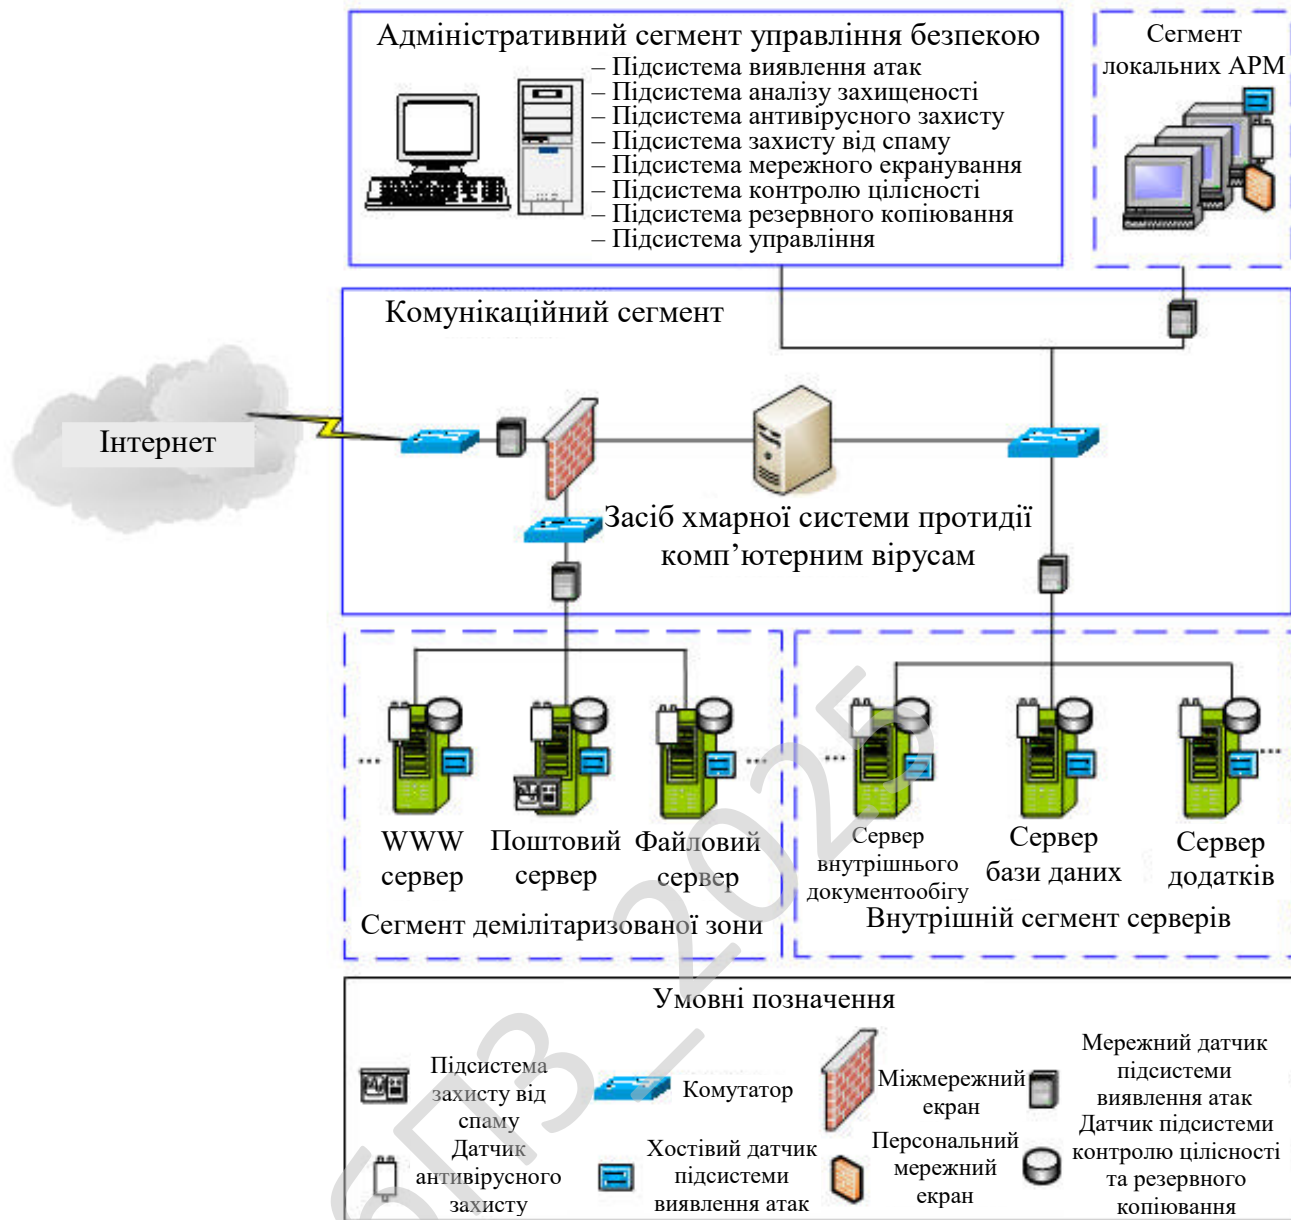 Адміністративний сегмент управління безпекою
– Підсистема виявлення атак
– Підсистема аналізу захищеності
– Підсистема антивірусного захисту
– Підсистема захисту від спаму
– Підсистема мережного екранування
– Підсистема контролю цілісності
– Підсистема резервного копіювання
– Підсистема управління
Сегмент
локальних АРМ
Комунікаційний сегмент
Інтернет
Засіб хмарної системи протидії
комп’ютерним вірусам
...
WWW
сервер
Поштовий
сервер
Файловий
сервер
...
Сегмент демілітаризованої зони
...
Сервер
внутрішнього
документообігу
Сервер
бази даних
Сервер
додатків
...
Внутрішній сегмент серверів
Умовні позначення
Підсистема
захисту від
спаму
Комутатор
Міжмережний
екран
Мережний датчик
підсистеми
виявлення атак
Датчик
антивірусного
захисту
Хостівий датчик
підсистеми
виявлення атак
Персональний
мережний
екран
Датчик підсистеми
контролю цілісності
та резервного
копіювання
бПЗ_2025